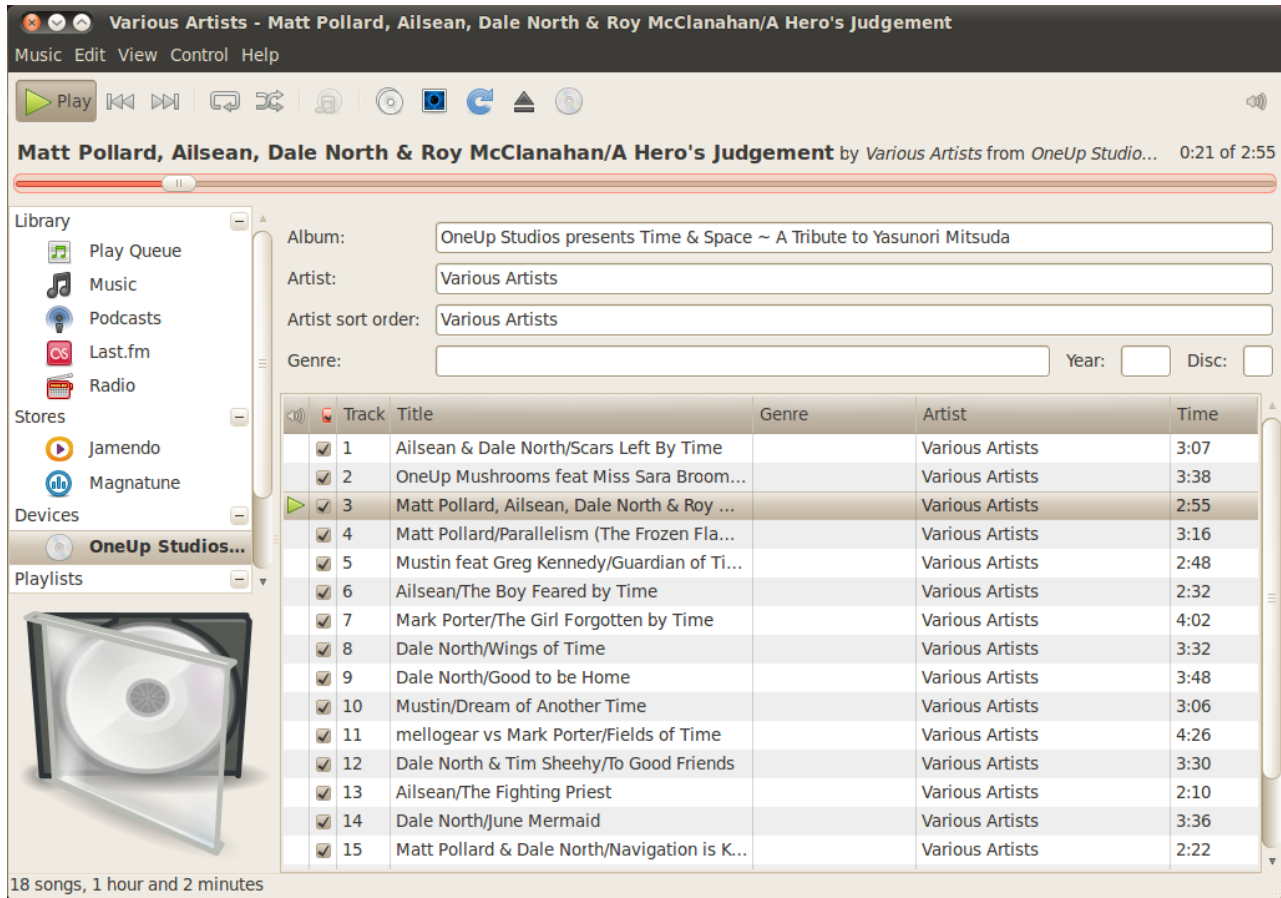 Various Artists - Matt Pollard, Ailsean, Dale North & Roy McClanahan/A Hero's Judgement
Music Edit View Control Help
Play
Matt Pollard, Ailsean, Dale North & Roy McClanahan/A Hero's Judgement by Various Artists from OneUp Studio... 0:21 of 2:55
Library
Play Queue
Music
Podcasts
Last.fm
Radio
Stores
Jamendo
Magnatune
Devices
OneUp Studios...
Playlists
Album: OneUp Studios presents Time & Space ~ A Tribute to Yasunori Mitsuda
Artist: Various Artists
Artist sort order: Various Artists
Genre: Year: Disc:
Track Title Genre Artist Time
1 Ailsean & Dale North/Scars Left By Time Various Artists 3:07
2 OneUp Mushrooms feat Miss Sara Broom... Various Artists 3:38
3 Matt Pollard, Ailsean, Dale North & Roy ... Various Artists 2:55
4 Matt Pollard/Parallelism (The Frozen Fla... Various Artists 3:16
5 Mustin feat Greg Kennedy/Guardian of Ti... Various Artists 2:48
6 Ailsean/The Boy Feared by Time Various Artists 2:32
7 Mark Porter/The Girl Forgotten by Time Various Artists 4:02
8 Dale North/Wings of Time Various Artists 3:32
9 Dale North/Good to be Home Various Artists 3:48
10 Mustin/Dream of Another Time Various Artists 3:06
11 mellogear vs Mark Porter/Fields of Time Various Artists 4:26
12 Dale North & Tim Sheehy/To Good Friends Various Artists 3:30
13 Ailsean/The Fighting Priest Various Artists 2:10
14 Dale North/June Mermaid Various Artists 3:36
15 Matt Pollard & Dale North/Navigation is K... Various Artists 2:22
18 songs, 1 hour and 2 minutes